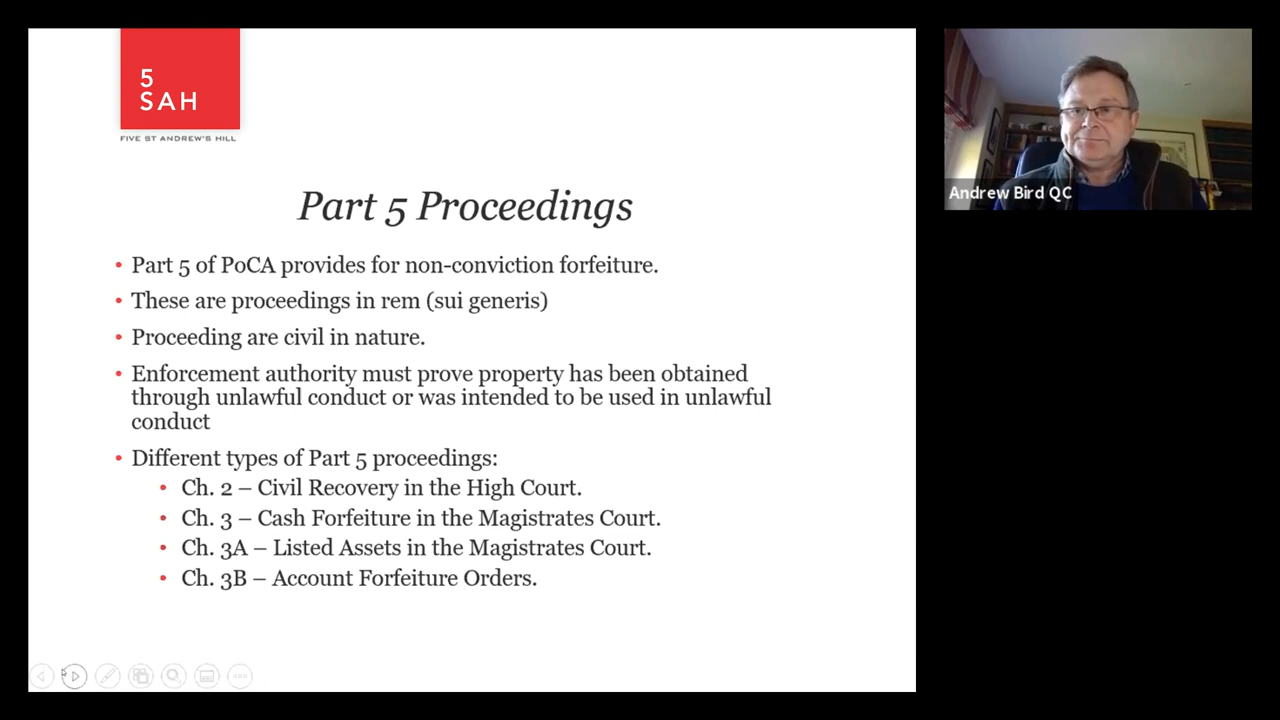 5
SAH
FIVE ST ANDREW'S HILL
Part 5 Proceedings
• Part 5 of PoCA provides for non-conviction forfeiture.
• These are proceedings in rem (sui generis)
• Proceeding are civil in nature.
• Enforcement authority must prove property has been obtained
through unlawful conduct or was intended to be used in unlawful
conduct
• Different types of Part 5 proceedings:
• Ch. 2 – Civil Recovery in the High Court.
• Ch. 3 – Cash Forfeiture in the Magistrates Court.
• Ch. 3A – Listed Assets in the Magistrates Court.
• Ch. 3B – Account Forfeiture Orders.
Andrew Bird QC